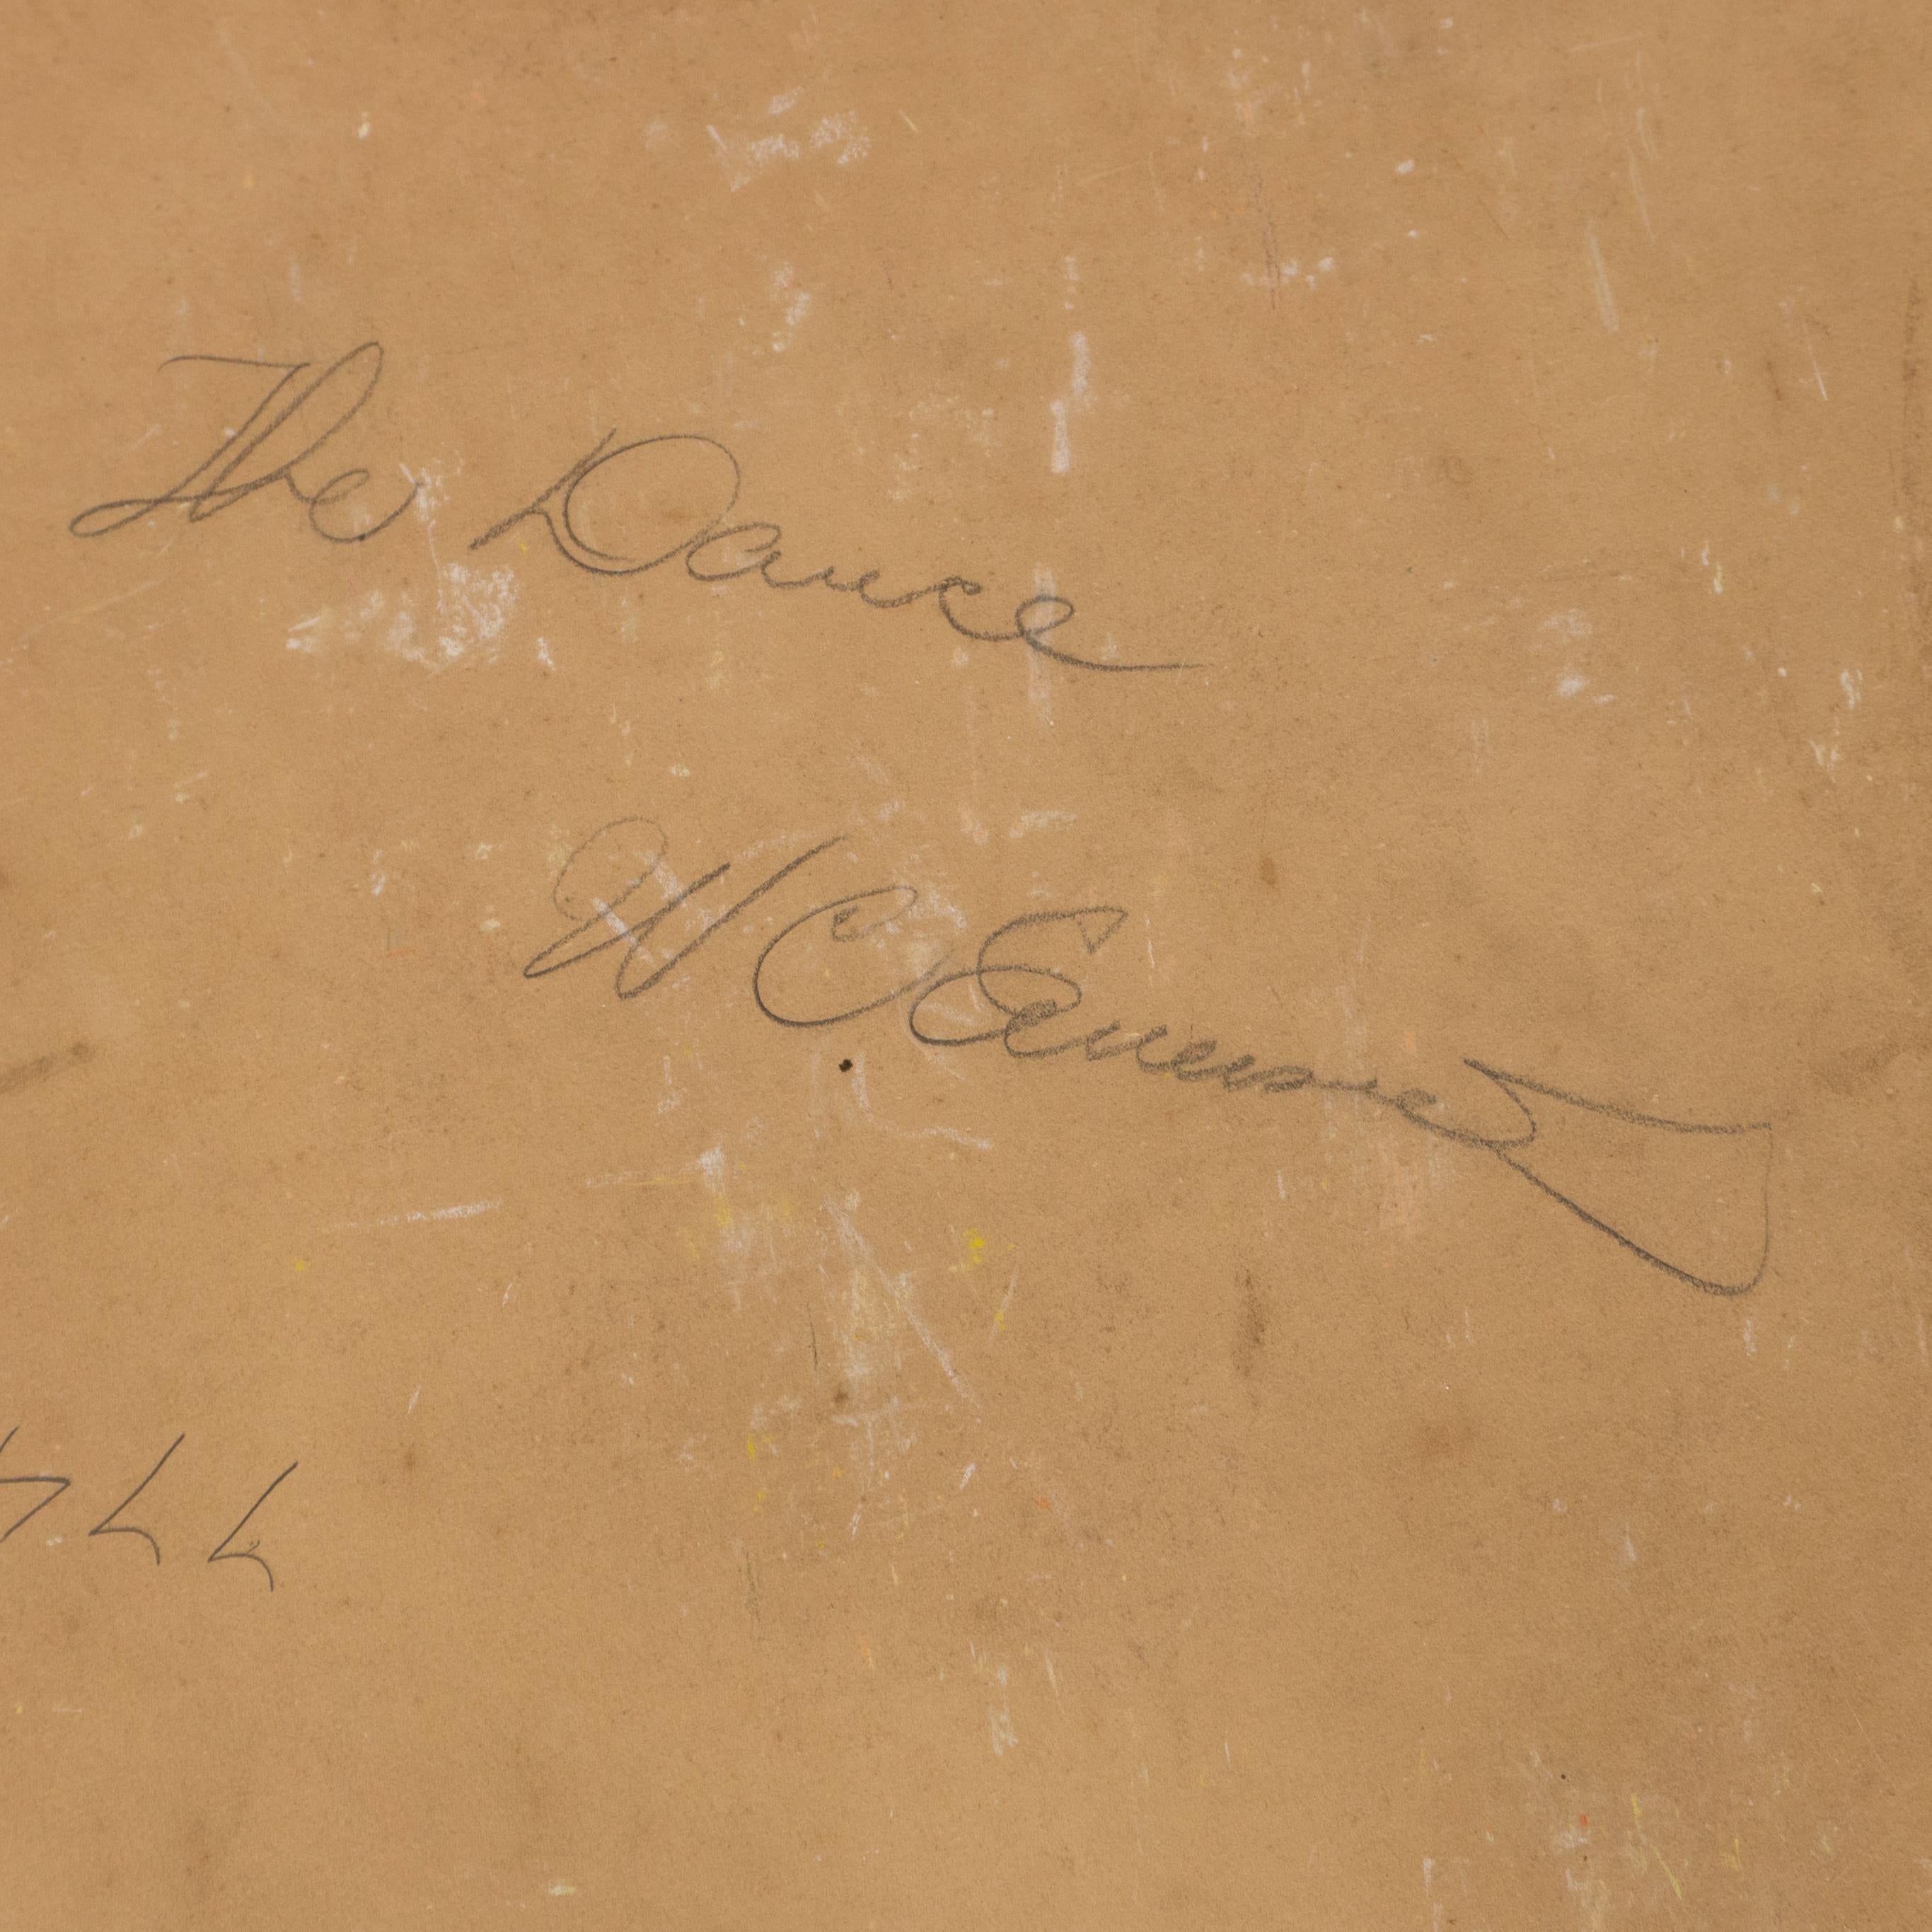 The Dance
W C Emerson